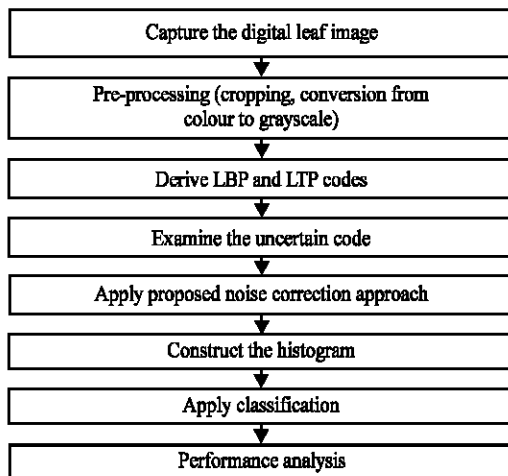 Capture the digital leaf image
Pre-processing (cropping, conversion from
colour to grayscale)
Derive LBP and LTP codes
Examine the uncertain code
Apply proposed noise correction approach
Construct the histogram
Apply classification
Performance analysis